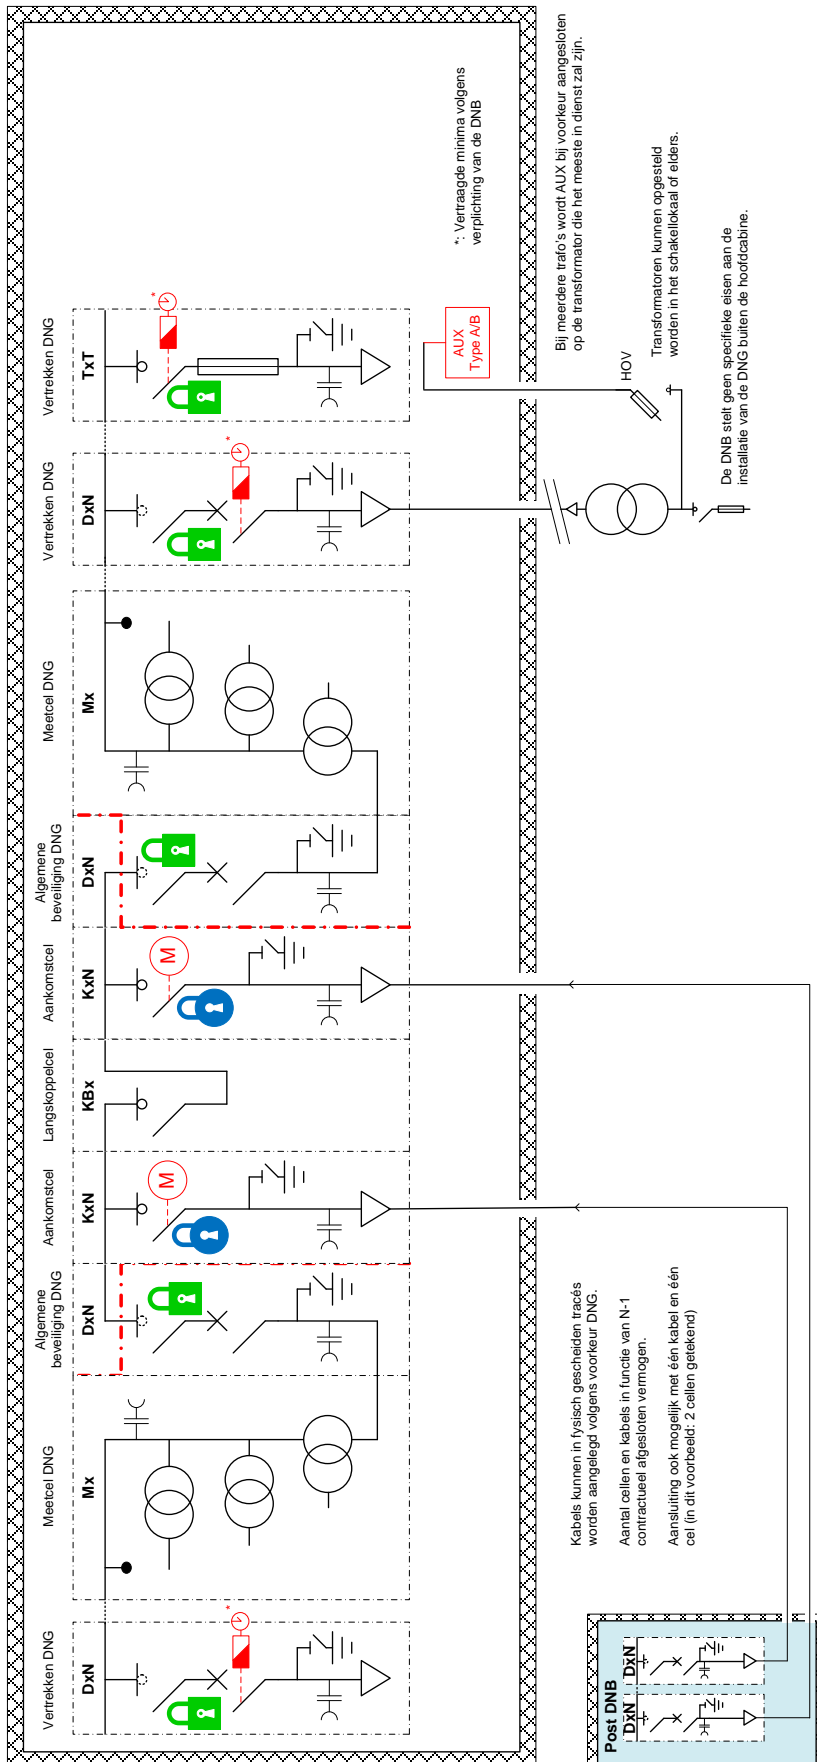 Vertrekken DNG
DxN
*
Meetcel DNG
Mx
Algemene
beveiliging DNG
DxN
Aankomstcel
KxN
M
Langskoppelcel
KBx
Aankomstcel
KxN
M
Algemene
beveiliging DNG
DxN
Meetcel DNG
Mx
Vertrekken DNG
DxN
*
Vertrekken DNG
TxT
*
*: Vertraagde minima volgens
verplichting van de DNB
AUX
Type A/B
Bij meerdere trafo's wordt AUX bij voorkeur aangesloten
op de transformator die het meeste in dienst zal zijn.
HOV
Transformatoren kunnen opgesteld
worden in het schakellokaal of elders.
De DNB stelt geen specifieke eisen aan de
installatie van de DNG buiten de hoofdcabine.
Kabels kunnen in fysisch gescheiden tracés
worden aangelegd volgens voorkeur DNG.
Aantal cellen en kabels in functie van N-1
contractueel afgesloten vermogen.
Aansluiting ook mogelijk met één kabel en één
cel (in dit voorbeeld: 2 cellen getekend)
Post DNB
DxN
DxN